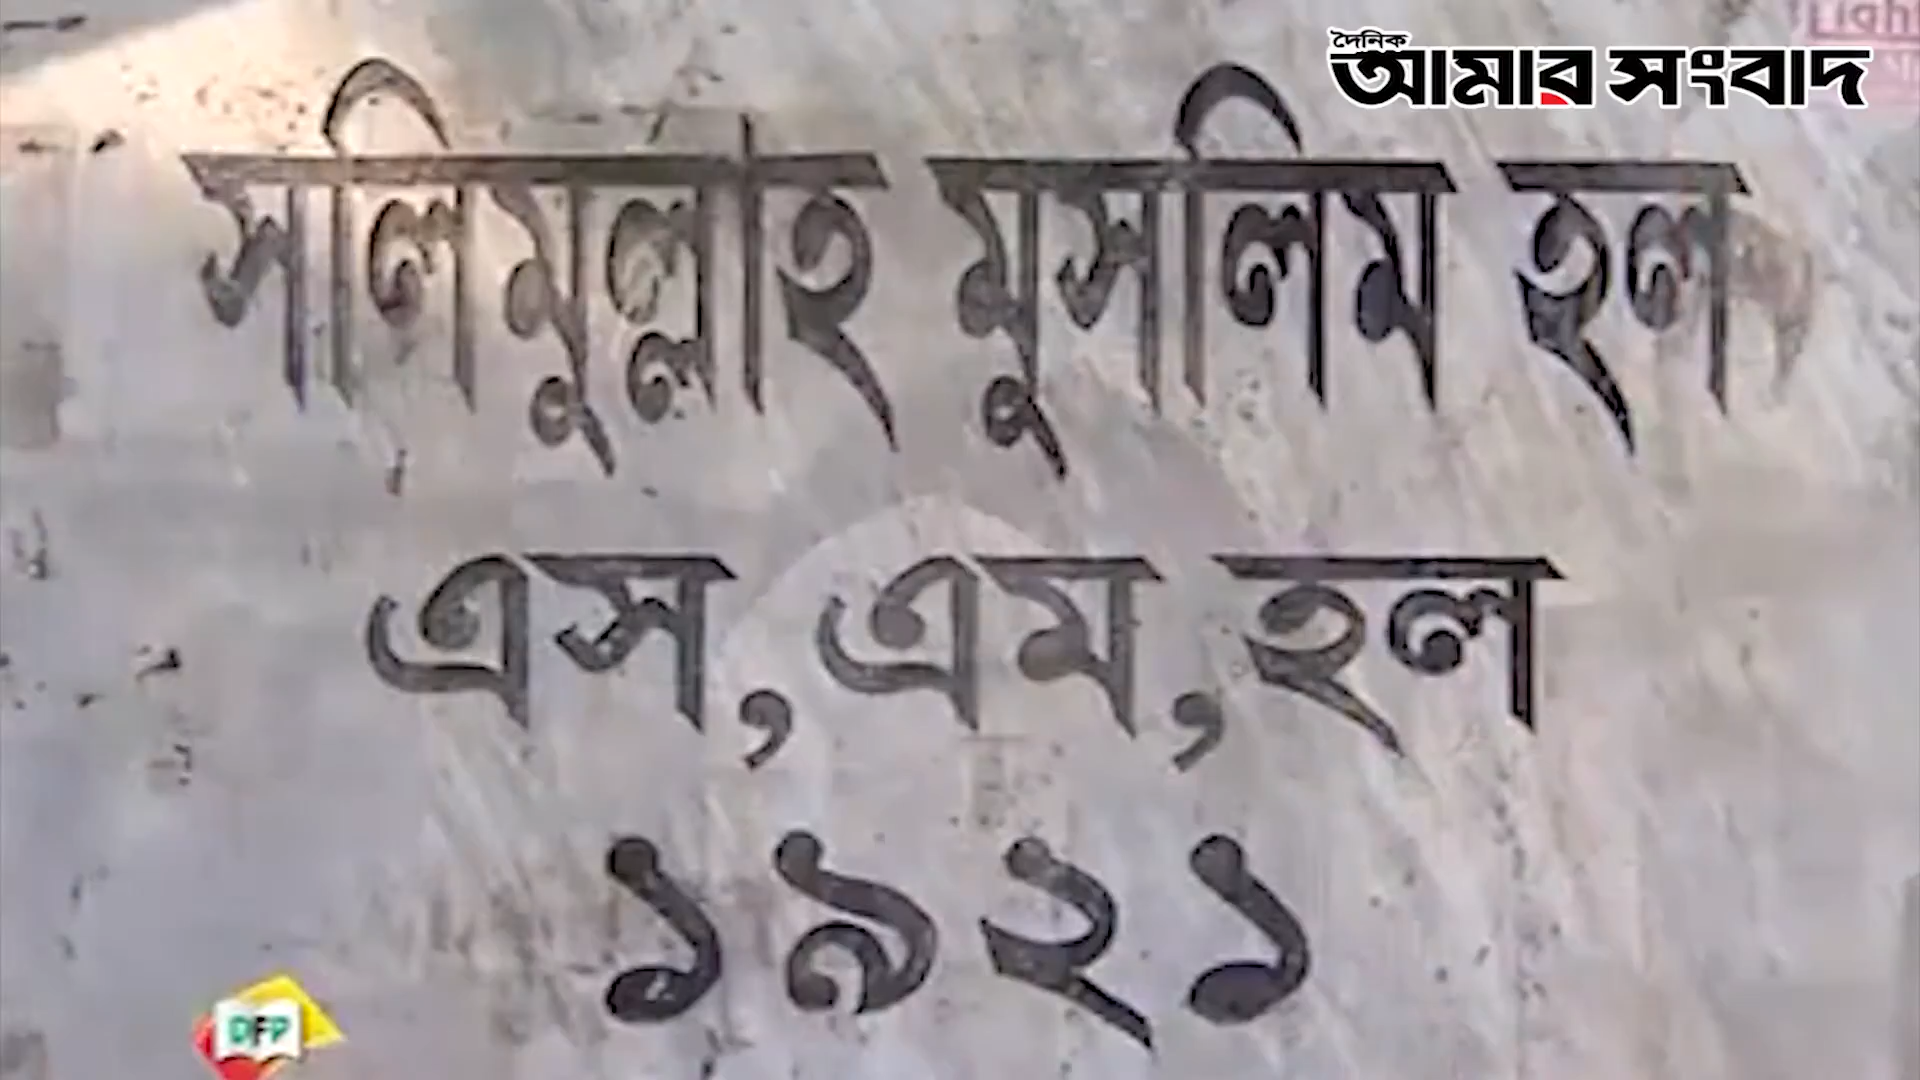 দৈনিক
আমার সংবাদ
সলিমুল্লাহ মুসলিম হল
এস,এম,হল
১৯২১
DFP